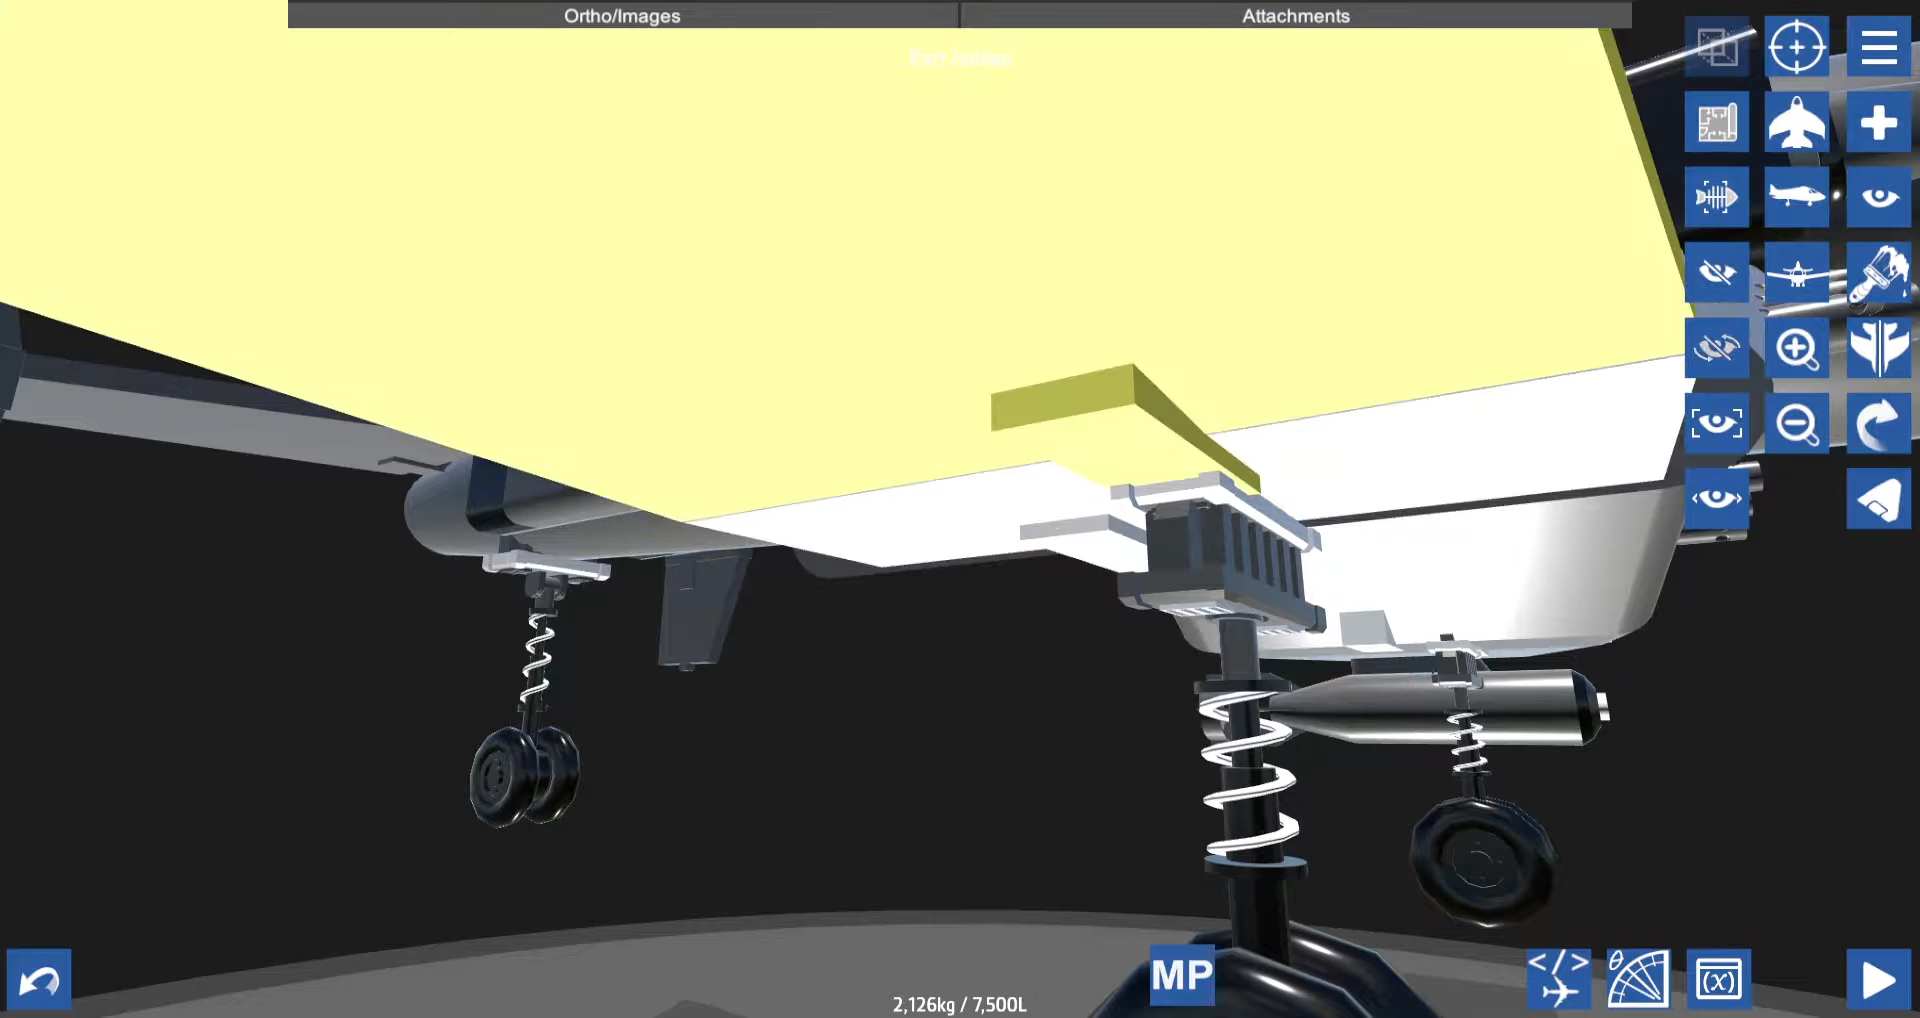 Ortho/Images
Attachments
Part hidden
MP
2,126kg / 7,500L
</> 
θ
(x)